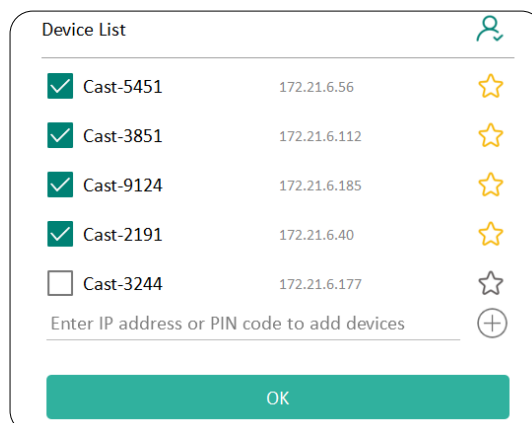 Device List
Cast-5451 172.21.6.56
Cast-3851 172.21.6.112
Cast-9124 172.21.6.185
Cast-2191 172.21.6.40
Cast-3244 172.21.6.177
Enter IP address or PIN code to add devices
OK